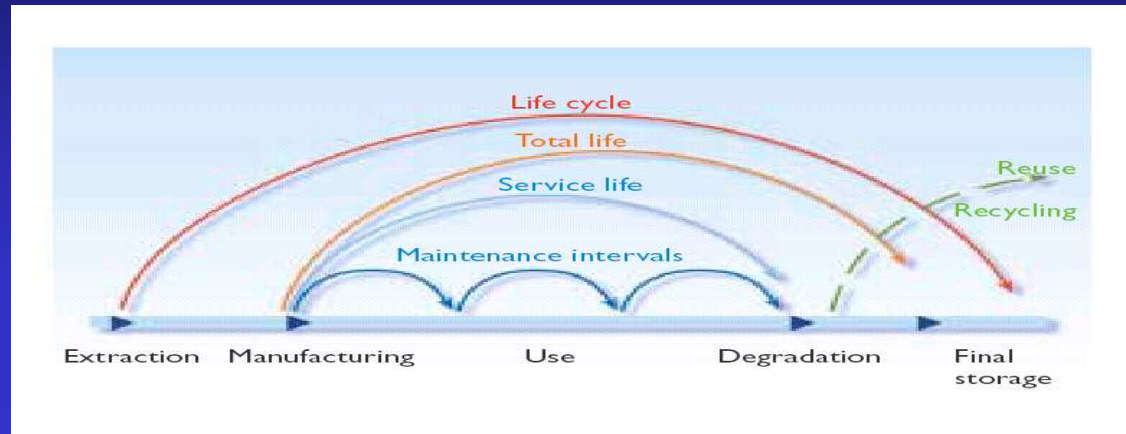 Life cycle
Total life
Service life
Reuse
Recycling
Maintenance intervals
Extraction
Manufacturing
Use
Degradation
Final
storage